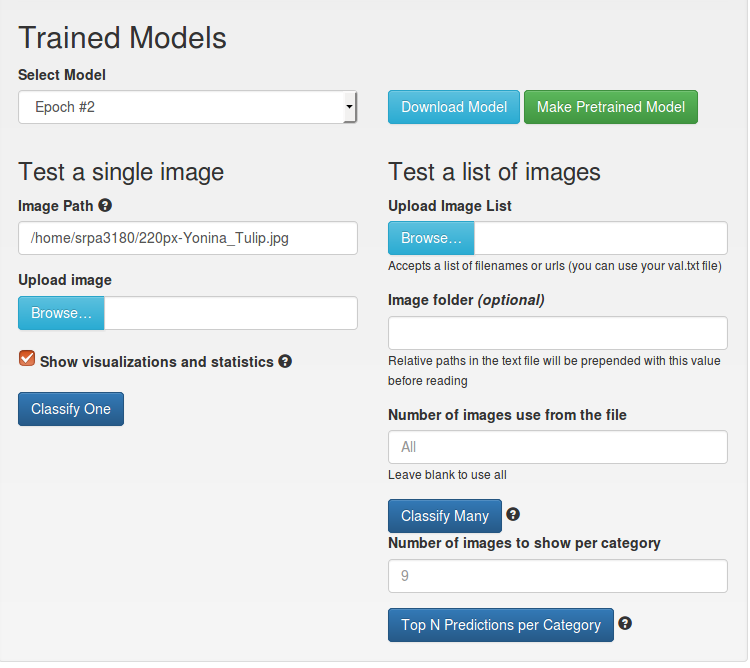 Trained Models
Select Model
Epoch #2
Download Model
Make Pretrained Model
Test a single image
Image Path
/home/srpa3180/220px-Yonina_Tulip.jpg
Upload image
Browse...
Show visualizations and statistics
Classify One
Test a list of images
Upload Image List
Browse...
Accepts a list of filenames or urls (you can use your val.txt file)
Image folder (optional)
Relative paths in the text file will be prepended with this value
before reading
Number of images use from the file
All
Leave blank to use all
Classify Many
Number of images to show per category
9
Top N Predictions per Category